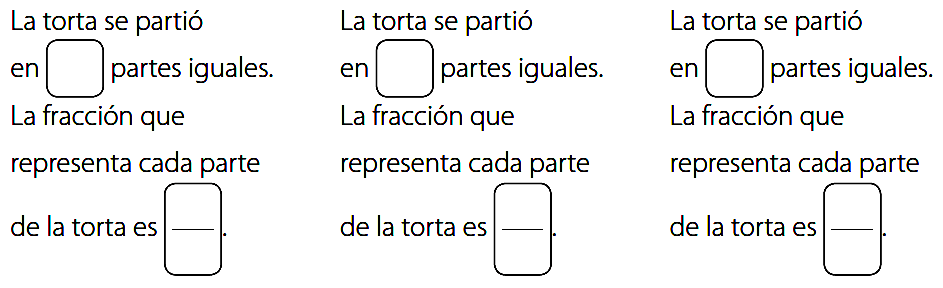 La torta se partió
en partes iguales.
La fracción que
representa cada parte
de la torta es .
La torta se partió
en partes iguales.
La fracción que
representa cada parte
de la torta es .
La torta se partió
en partes iguales.
La fracción que
representa cada parte
de la torta es .